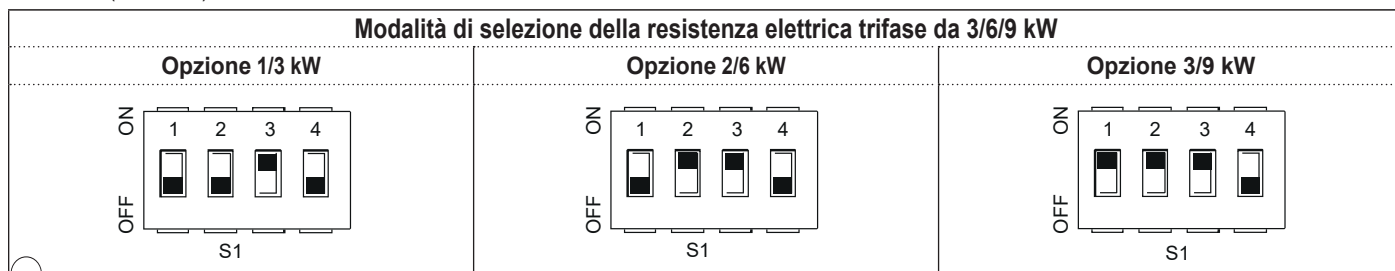 Modalità di selezione della resistenza elettrica trifase da 3/6/9 kW
Opzione 1/3 kW
Opzione 2/6 kW
Opzione 3/9 kW
ON
1 2 3 4
OFF
S1
ON
1 2 3 4
OFF
S1
ON
1 2 3 4
OFF
S1